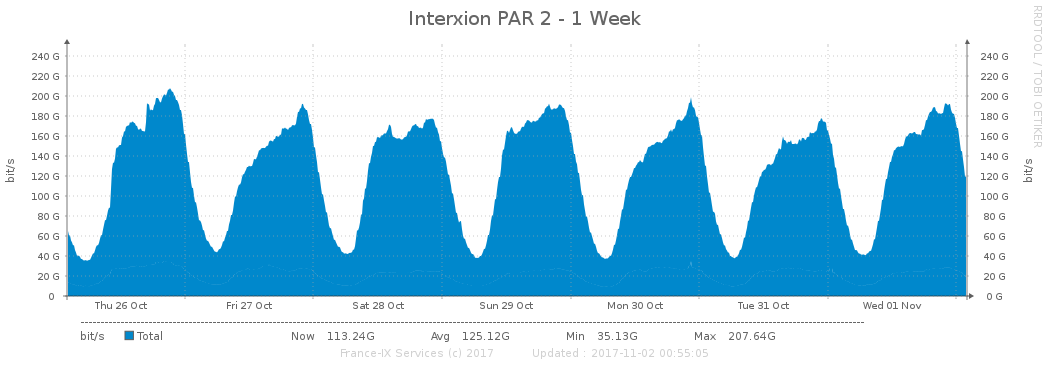 Interxion PAR 2 - 1 Week
RRDTOOL / TOBI OETIKER
240 G 240 G
220 G 220 G
200 G 200 G
180 G 180 G
160 G 160 G
140 G 140 G
120 G 120 G
100 G 100 G
80 G 80 G
60 G 60 G
40 G 40 G
20 G 20 G
0 0 G
bit/s
bit/s
Thu 26 Oct Fri 27 Oct Sat 28 Oct Sun 29 Oct Mon 30 Oct Tue 31 Oct Wed 01 Nov
bit/s Total Now 113.24G Avg 125.12G Min 35.13G Max 207.64G
France-IX Services (c) 2017 Updated : 2017-11-02 00:55:05